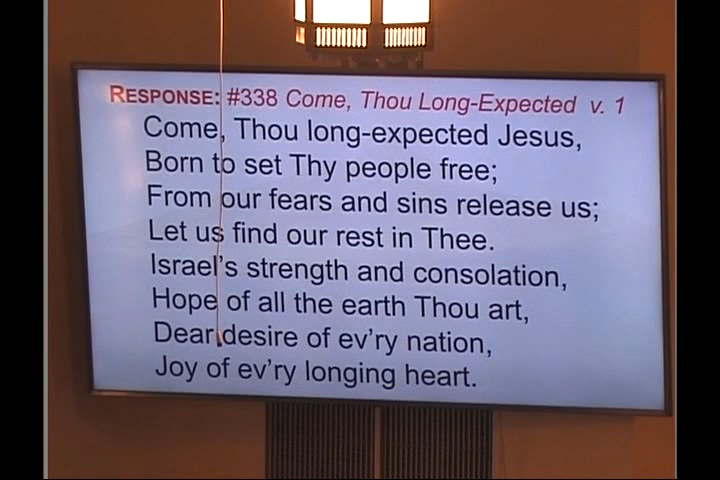 RESPONSE: #338 Come, Thou Long-Expected v. 1
Come, Thou long-expected Jesus,
Born to set Thy people free;
From our fears and sins release us;
Let us find our rest in Thee.
Israel's strength and consolation,
Hope of all the earth Thou art,
Dear desire of ev'ry nation,
Joy of ev'ry longing heart.